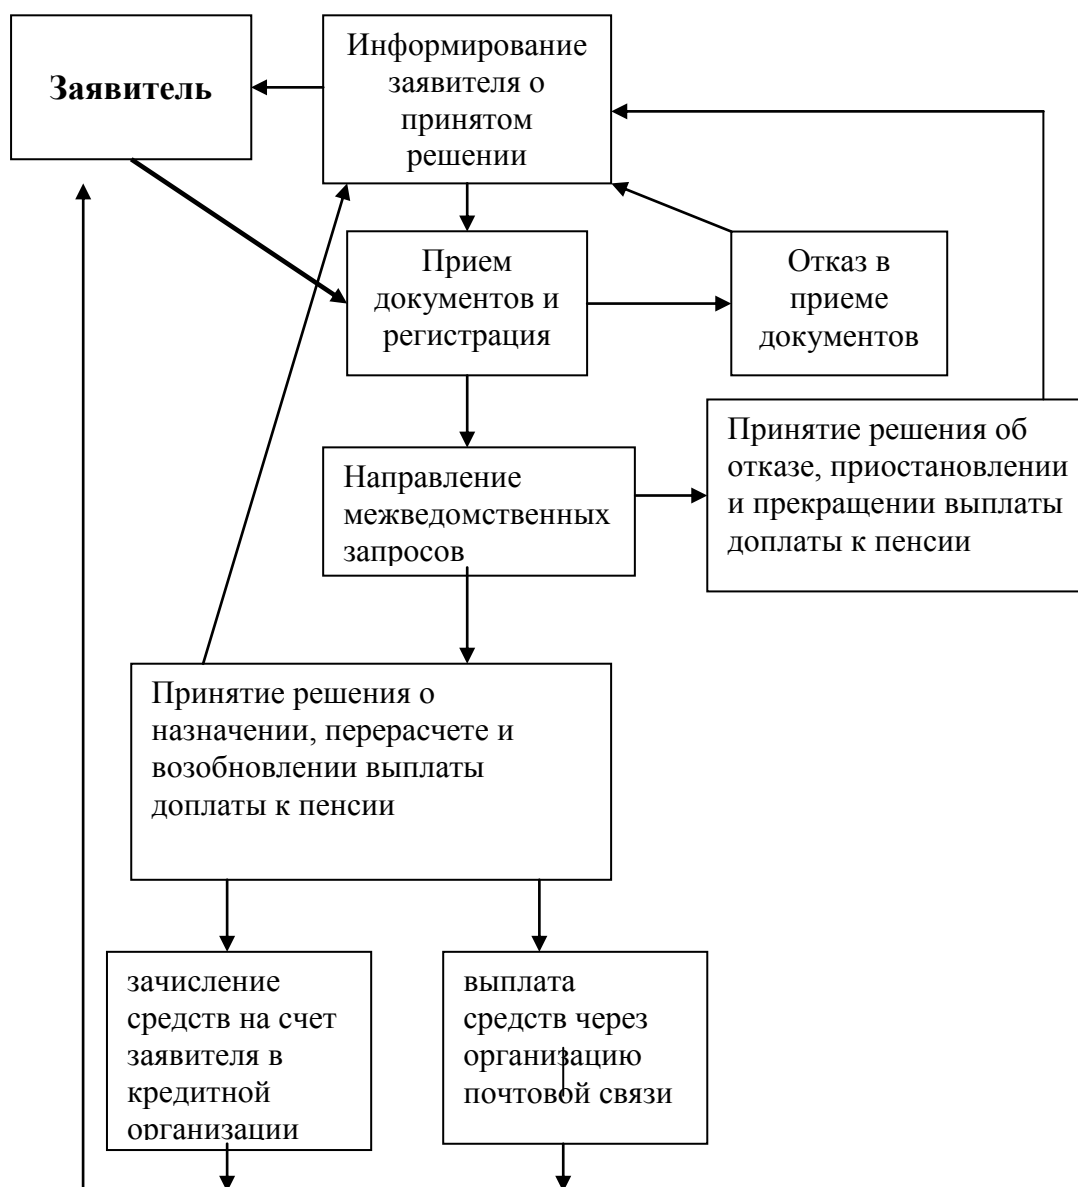 Заявитель
Информирование
заявителя о
принятом
решении
Прием
документов и
регистрация
Отказ в
приеме
документов
Направление
межведомственных
запросов
Принятие решения об
отказе, приостановлении
и прекращении выплаты
доплаты к пенсии
Принятие решения о
назначении, перерасчете и
возобновлении выплаты
доплаты к пенсии
зачисление
средств на счет
заявителя в
кредитной
организации
выплата
средств через
организацию
почтовой связи